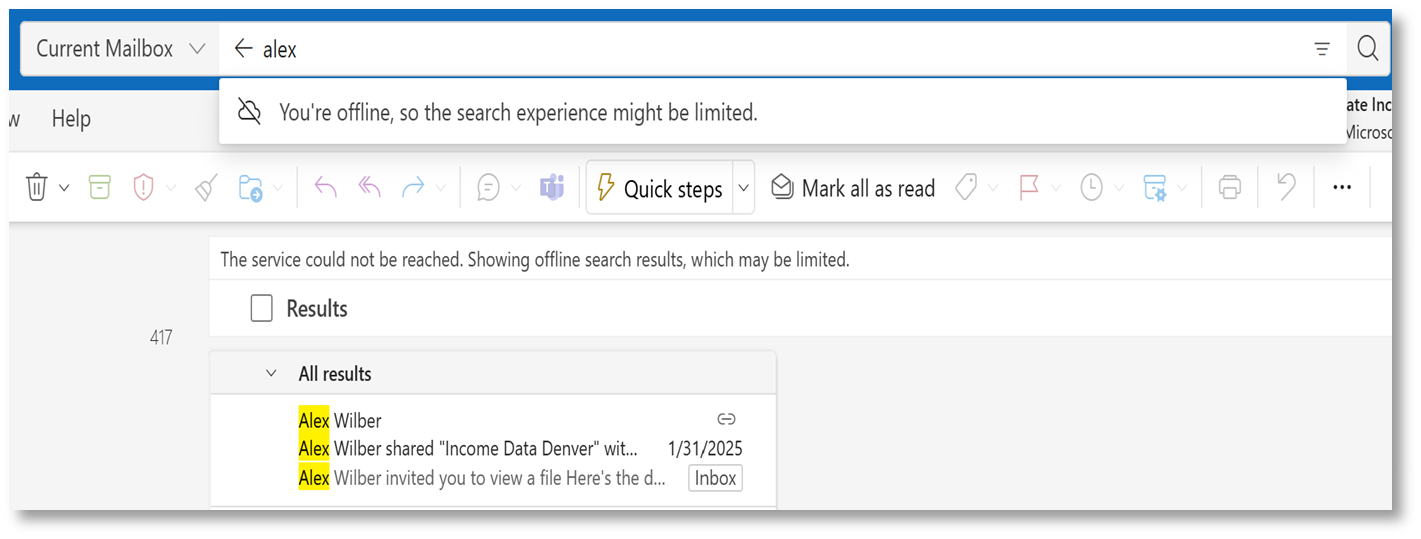 Current Mailbox
alex
You're offline, so the search experience might be limited.
w
Help
ate Inc
Microsc
Quick steps
Mark all as read
The service could not be reached. Showing offline search results, which may be limited.
Results
417
All results
Alex Wilber
Alex Wilber shared "Income Data Denver" wit... 1/31/2025
Alex Wilber invited you to view a file Here's the d... Inbox